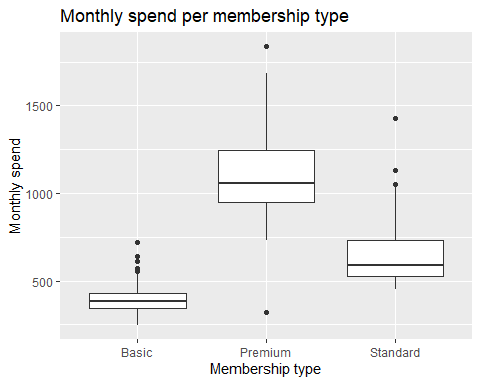 Monthly spend per membership type
Monthly spend
1500
1000
500
Basic
Premium
Standard
Membership type